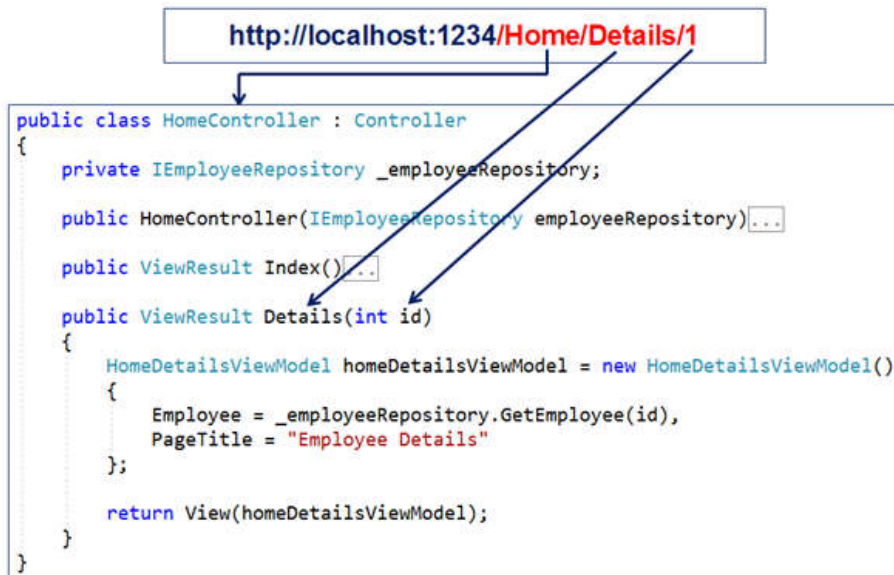 http://localhost:1234/Home/Details/1
public class HomeController : Controller
{
    private IEmployeeRepository _employeeRepository;
    public HomeController(IEmployeeRepository employeeRepository)...
    public ViewResult Index()...
    public ViewResult Details(int id)
    {
        HomeDetailsViewModel homeDetailsViewModel = new HomeDetailsViewModel()
        {
            Employee = _employeeRepository.GetEmployee(id),
            PageTitle = "Employee Details"
        };
        return View(homeDetailsViewModel);
    }
}